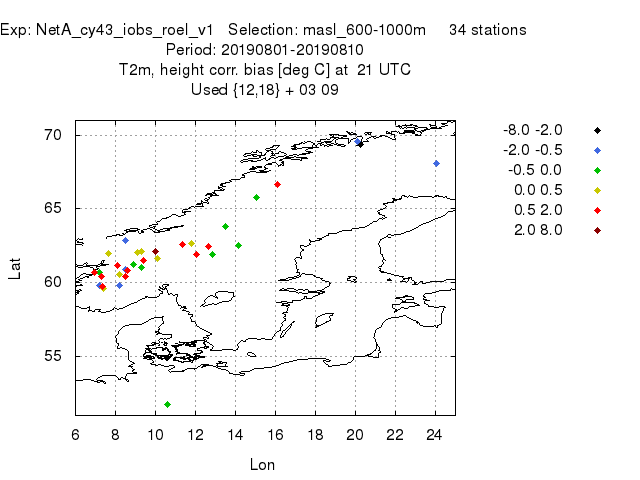 Exp: NetA_cy43_iobs_roel_v1 Selection: masl_600-1000m 34 stations
Period: 20190801-20190810
T2m, height corr. bias [deg C] at 21 UTC
Used {12,18} + 03 09
70
65
60
55
Lat
6 8 10 12 14 16 18 20 22 24
Lon
-8.0 -2.0
-2.0 -0.5
-0.5 0.0
0.0 0.5
0.5 2.0
2.0 8.0